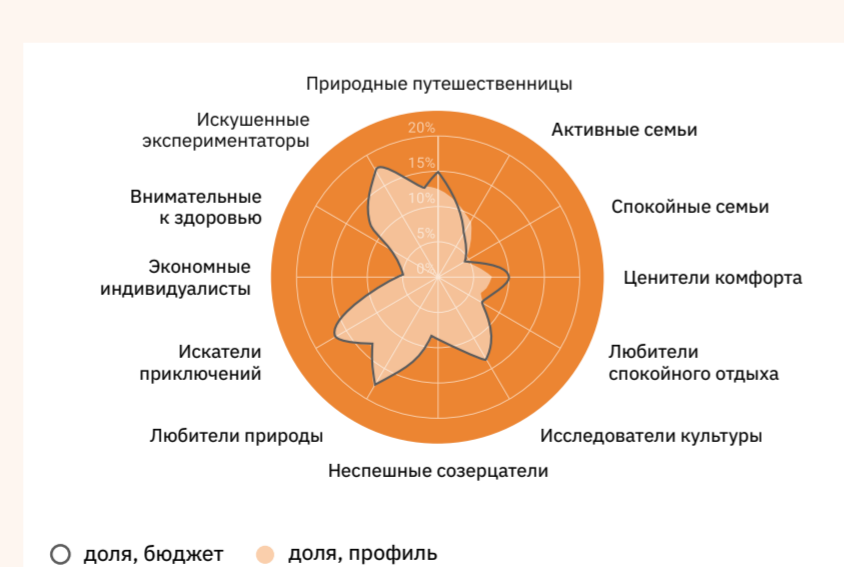 Природные путешественницы
Искушенные
экспериментаторы
Активные семьи
20%
15%
10%
5%
0%
Внимательные
к здоровью
Спокойные семьи
Экономные
индивидуалисты
Ценители комфорта
Искатели
приключений
Любители
спокойного отдыха
Любители природы
Исследователи культуры
Неспешные созерцатели
доля, бюджет
доля, профиль